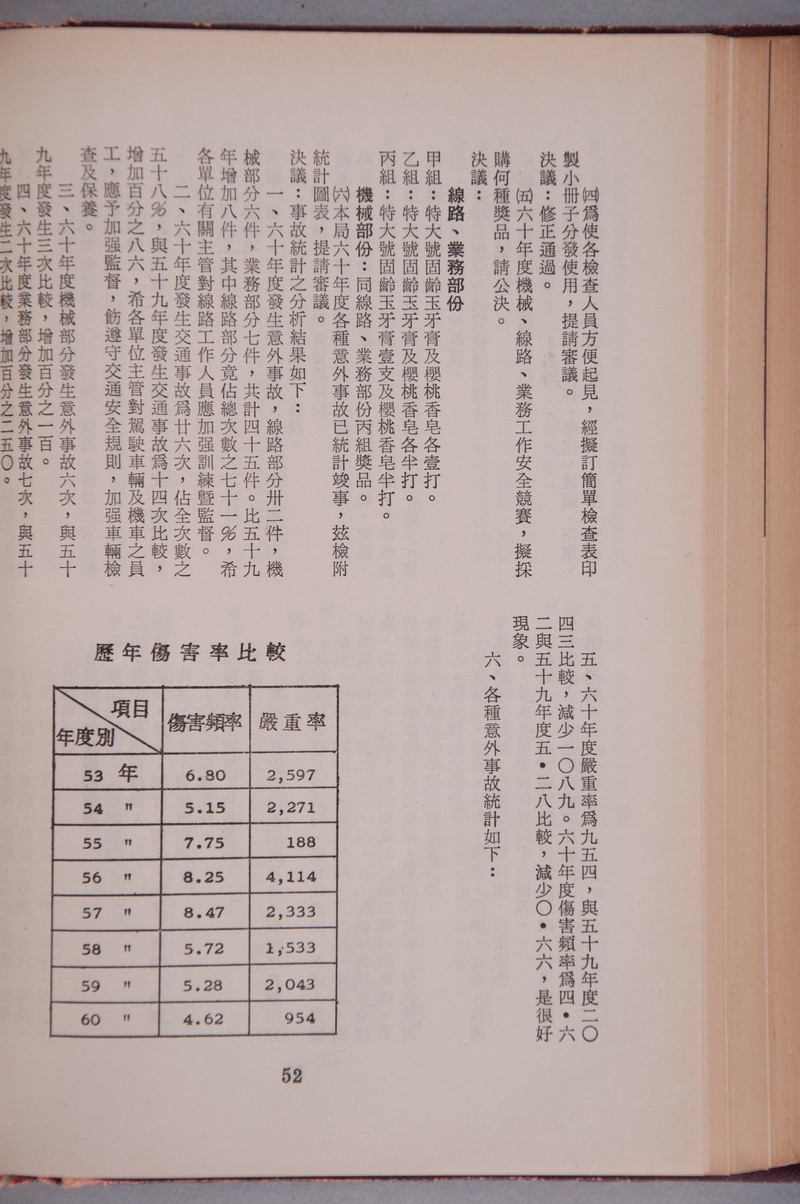 ㈣為使各檢查人員方便起見，經擬訂簡單檢查表印
製小冊子分發使用，提請審議。
決議：修正通過。
㈤六十年度機械、線路、業務工作安全競賽，擬採
購何種獎品，請公決。
決議：
線路、業務部份
甲組：特大號固齡玉牙膏及櫻桃香皂各壹打。
乙組：特大號固齡玉牙膏及櫻桃香皂各半打。
丙組：特大號固齡玉牙膏壹支及櫻桃香皂半打。
機械部份：同線路、業務部份丙組獎品。
㈥本局六十年度各種意外事故已統計竣事，茲檢附
統計圖表，提請審議。
決議：事故統計之分析結果如下：
一、六十年度發生意外事故，線路部分卅二件，機
械部分六件，業務部分七件，共計四十五件。比五十九
年增加八件，其中線路部分竟佔總次數之七十一％，希
各單位有關主管對線路工作人員應加强訓練暨監督。
二、六十年度發生交通事故為廿六次，佔全次數之
五十八％，與五十九年度發生交通事故為十四次比較，
增加百分之八六，希各單位主管對駕駛車輛及機車之員
工，應予加强監督，飭遵守交通安全規則，加强車輛檢
查及保養。
三、六十年度機械部分發生意外事故六次，與五十
九年度發生三次比較，增加百分之一百。
四、六十年度業務部分發生意外事故七次，與五十
九年度發生二次比較，增加百分之二五〇。
五、六十年度嚴重率為九五四，與五十九年度二〇
四三比較，減少一〇八九。六十年度傷害頻率為四•六
二與五十九年度五•二八比較，減少〇•六六，是很好
現象。
六、各種意外事故統計如下：
歷年傷害率比較
項目 年度別 傷害頻率 嚴重率
53 年 6.80 2,597
54 〃 5.15 2,271
55 〃 7.75 188
56 〃 8.25 4,114
57 〃 8.47 2,333
58 〃 5.72 1,533
59 〃 5.28 2,043
60 〃 4.62 954
52